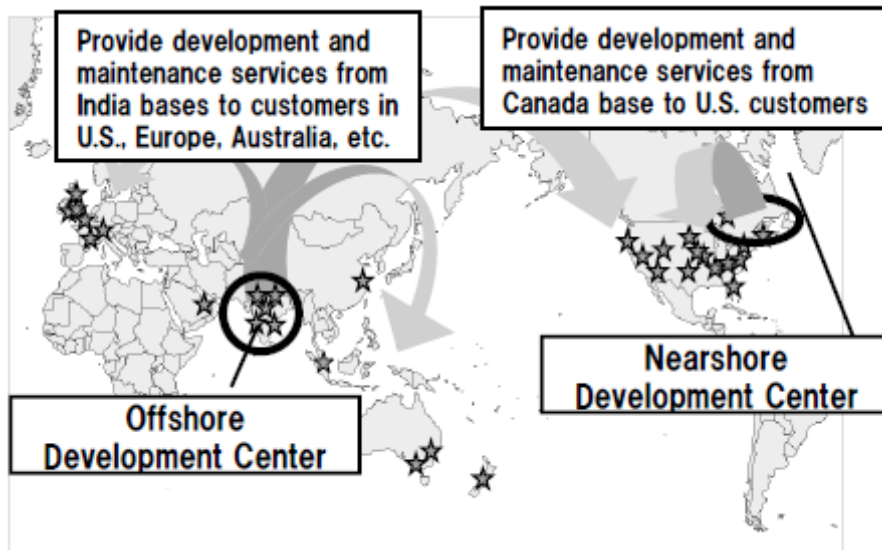 Provide development and
maintenance services from
India bases to customers in
U.S., Europe, Australia, etc.
Provide development and
maintenance services from
Canada base to U.S. customers
Nearshore
Development Center
Offshore
Development Center